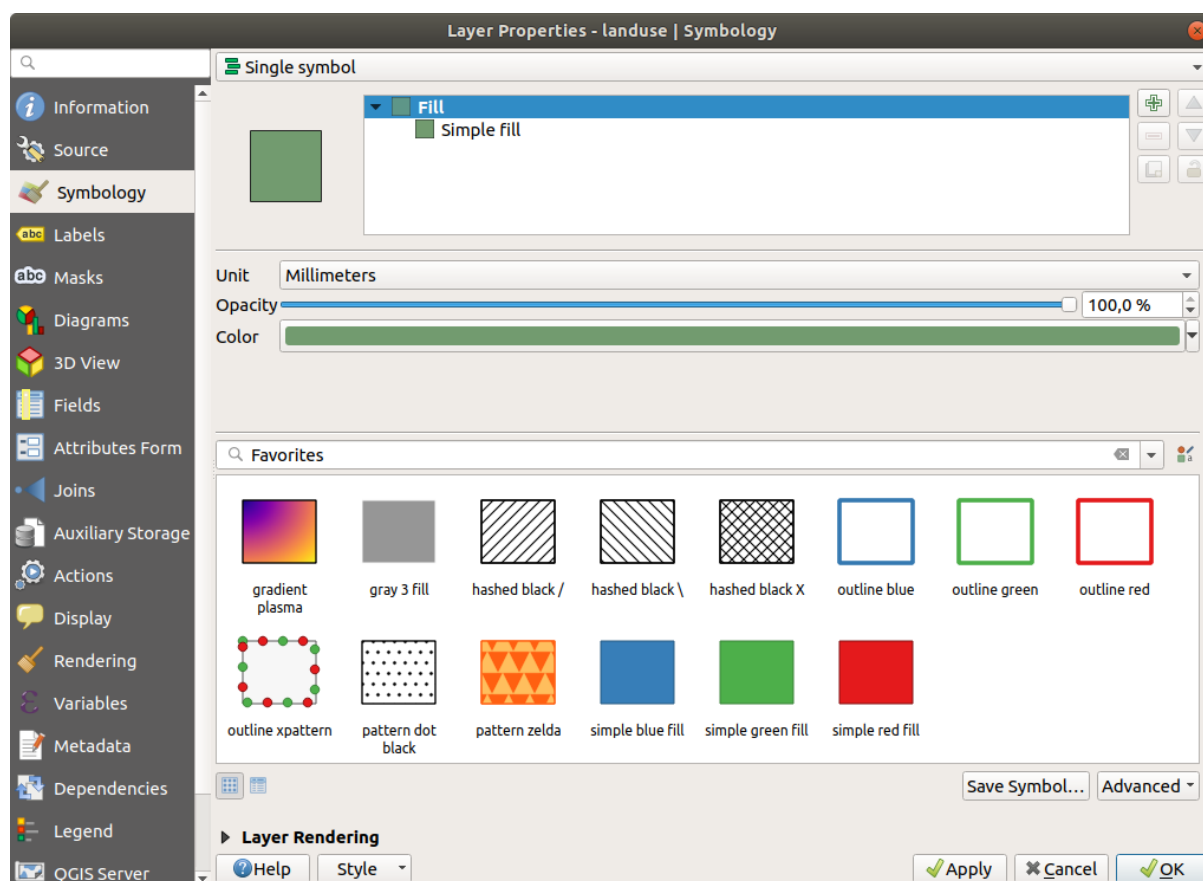 Layer Properties - landuse | Symbology
Single symbol
Information
Source
Symbology
abc Labels
abc Masks
Diagrams
3D View
Fields
Attributes Form
Joins
Auxiliary Storage
Actions
Display
Rendering
Variables
Metadata
Dependencies
Legend
QGIS Server
Fill
Simple fill
Unit Millimeters
Opacity 100,0 %
Color
Favorites
gradient plasma
gray 3 fill
hashed black /
hashed black \
hashed black X
outline blue
outline green
outline red
outline xpattern
pattern dot black
pattern zelda
simple blue fill
simple green fill
simple red fill
Save Symbol... Advanced
Layer Rendering
Help Style Apply Cancel OK